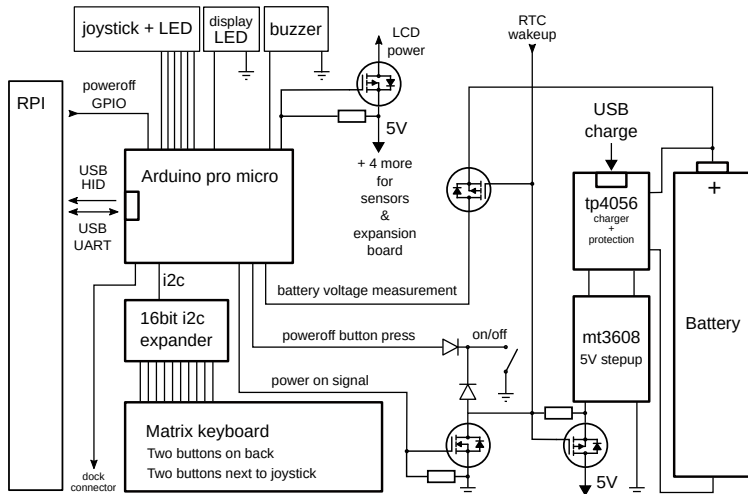 joystick + LED
display
LED
buzzer
LCD
power
RTC
wakeup
RPI
poweroff
GPIO
5V
USB
charge
+ 4 more
for
sensors
&
expansion
board
Arduino pro micro
USB
HID
USB
UART
tp4056
charger
+
protection
+
i2c
battery voltage measurement
16bit i2c
expander
poweroff button press
on/off
mt3608
5V stepup
Battery
power on signal
Matrix keyboard
Two buttons on back
Two buttons next to joystick
dock
connector
5V